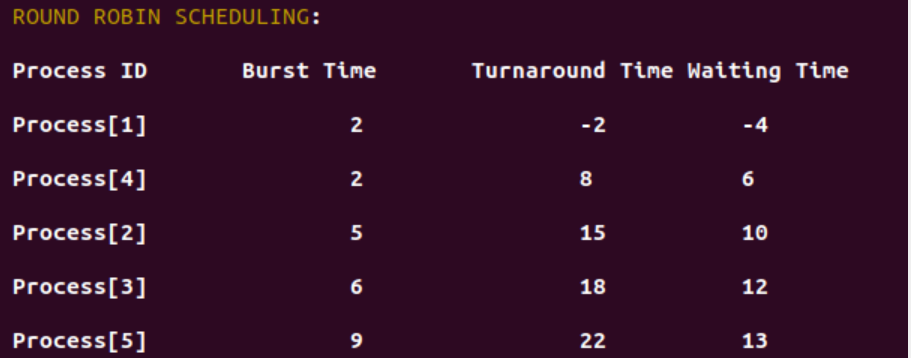 ROUND ROBIN SCHEDULING:
Process ID Burst Time Turnaround Time Waiting Time
Process[1] 2 -2 -4
Process[4] 2 8 6
Process[2] 5 15 10
Process[3] 6 18 12
Process[5] 9 22 13